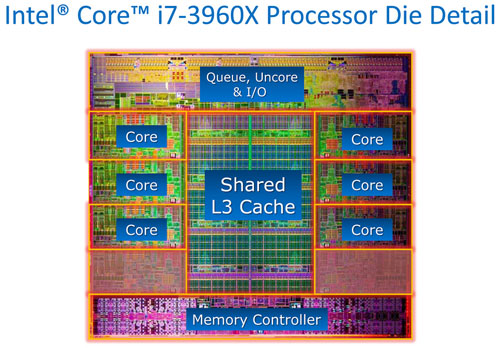 Intel® Core™ i7-3960X Processor Die Detail
Queue, Uncore
& I/O
Core
Core
Core
Core
Shared
L3 Cache
Core
Core
Memory Controller